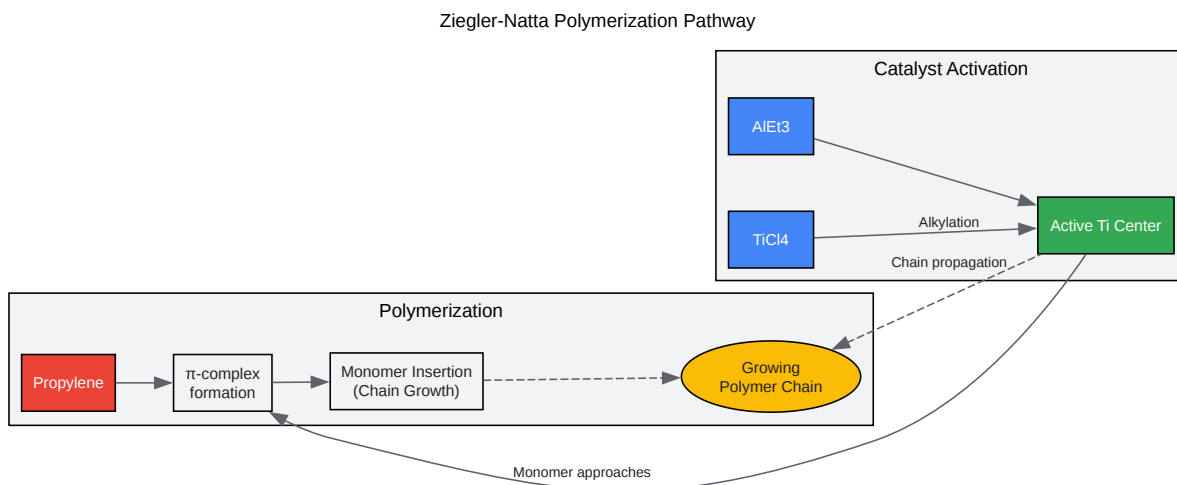 Ziegler-Natta Polymerization Pathway
Catalyst Activation
AlEt3
TiCl4
Alkylation
Active Ti Center
Chain propagation
Polymerization
Propylene
π-complex
formation
Monomer Insertion
(Chain Growth)
Growing
Polymer Chain
Monomer approaches